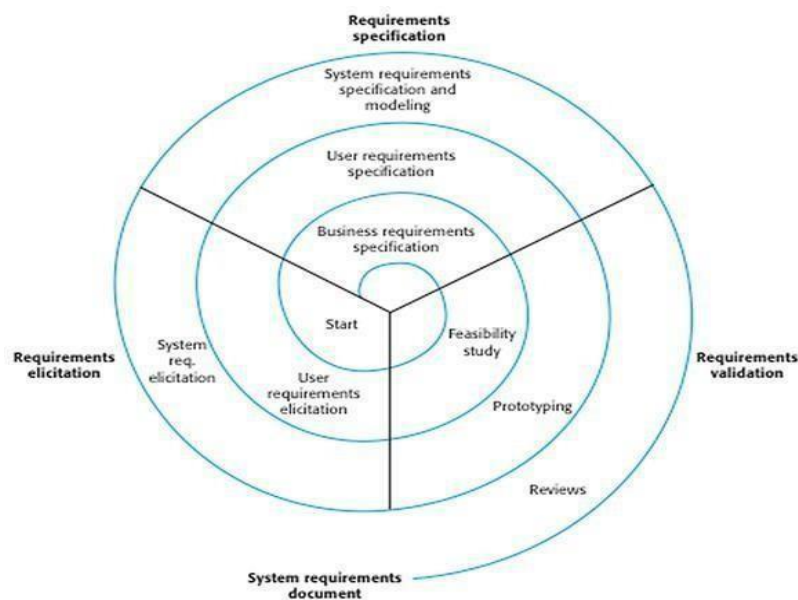 Requirements
specification
System requirements
specification and
modeling
User requirements
specification
Business requirements
specification
Start
Feasibility
study
Requirements
elicitation
System
req.
elicitation
User
requirements
elicitation
Requirements
validation
Prototyping
Reviews
System requirements
document